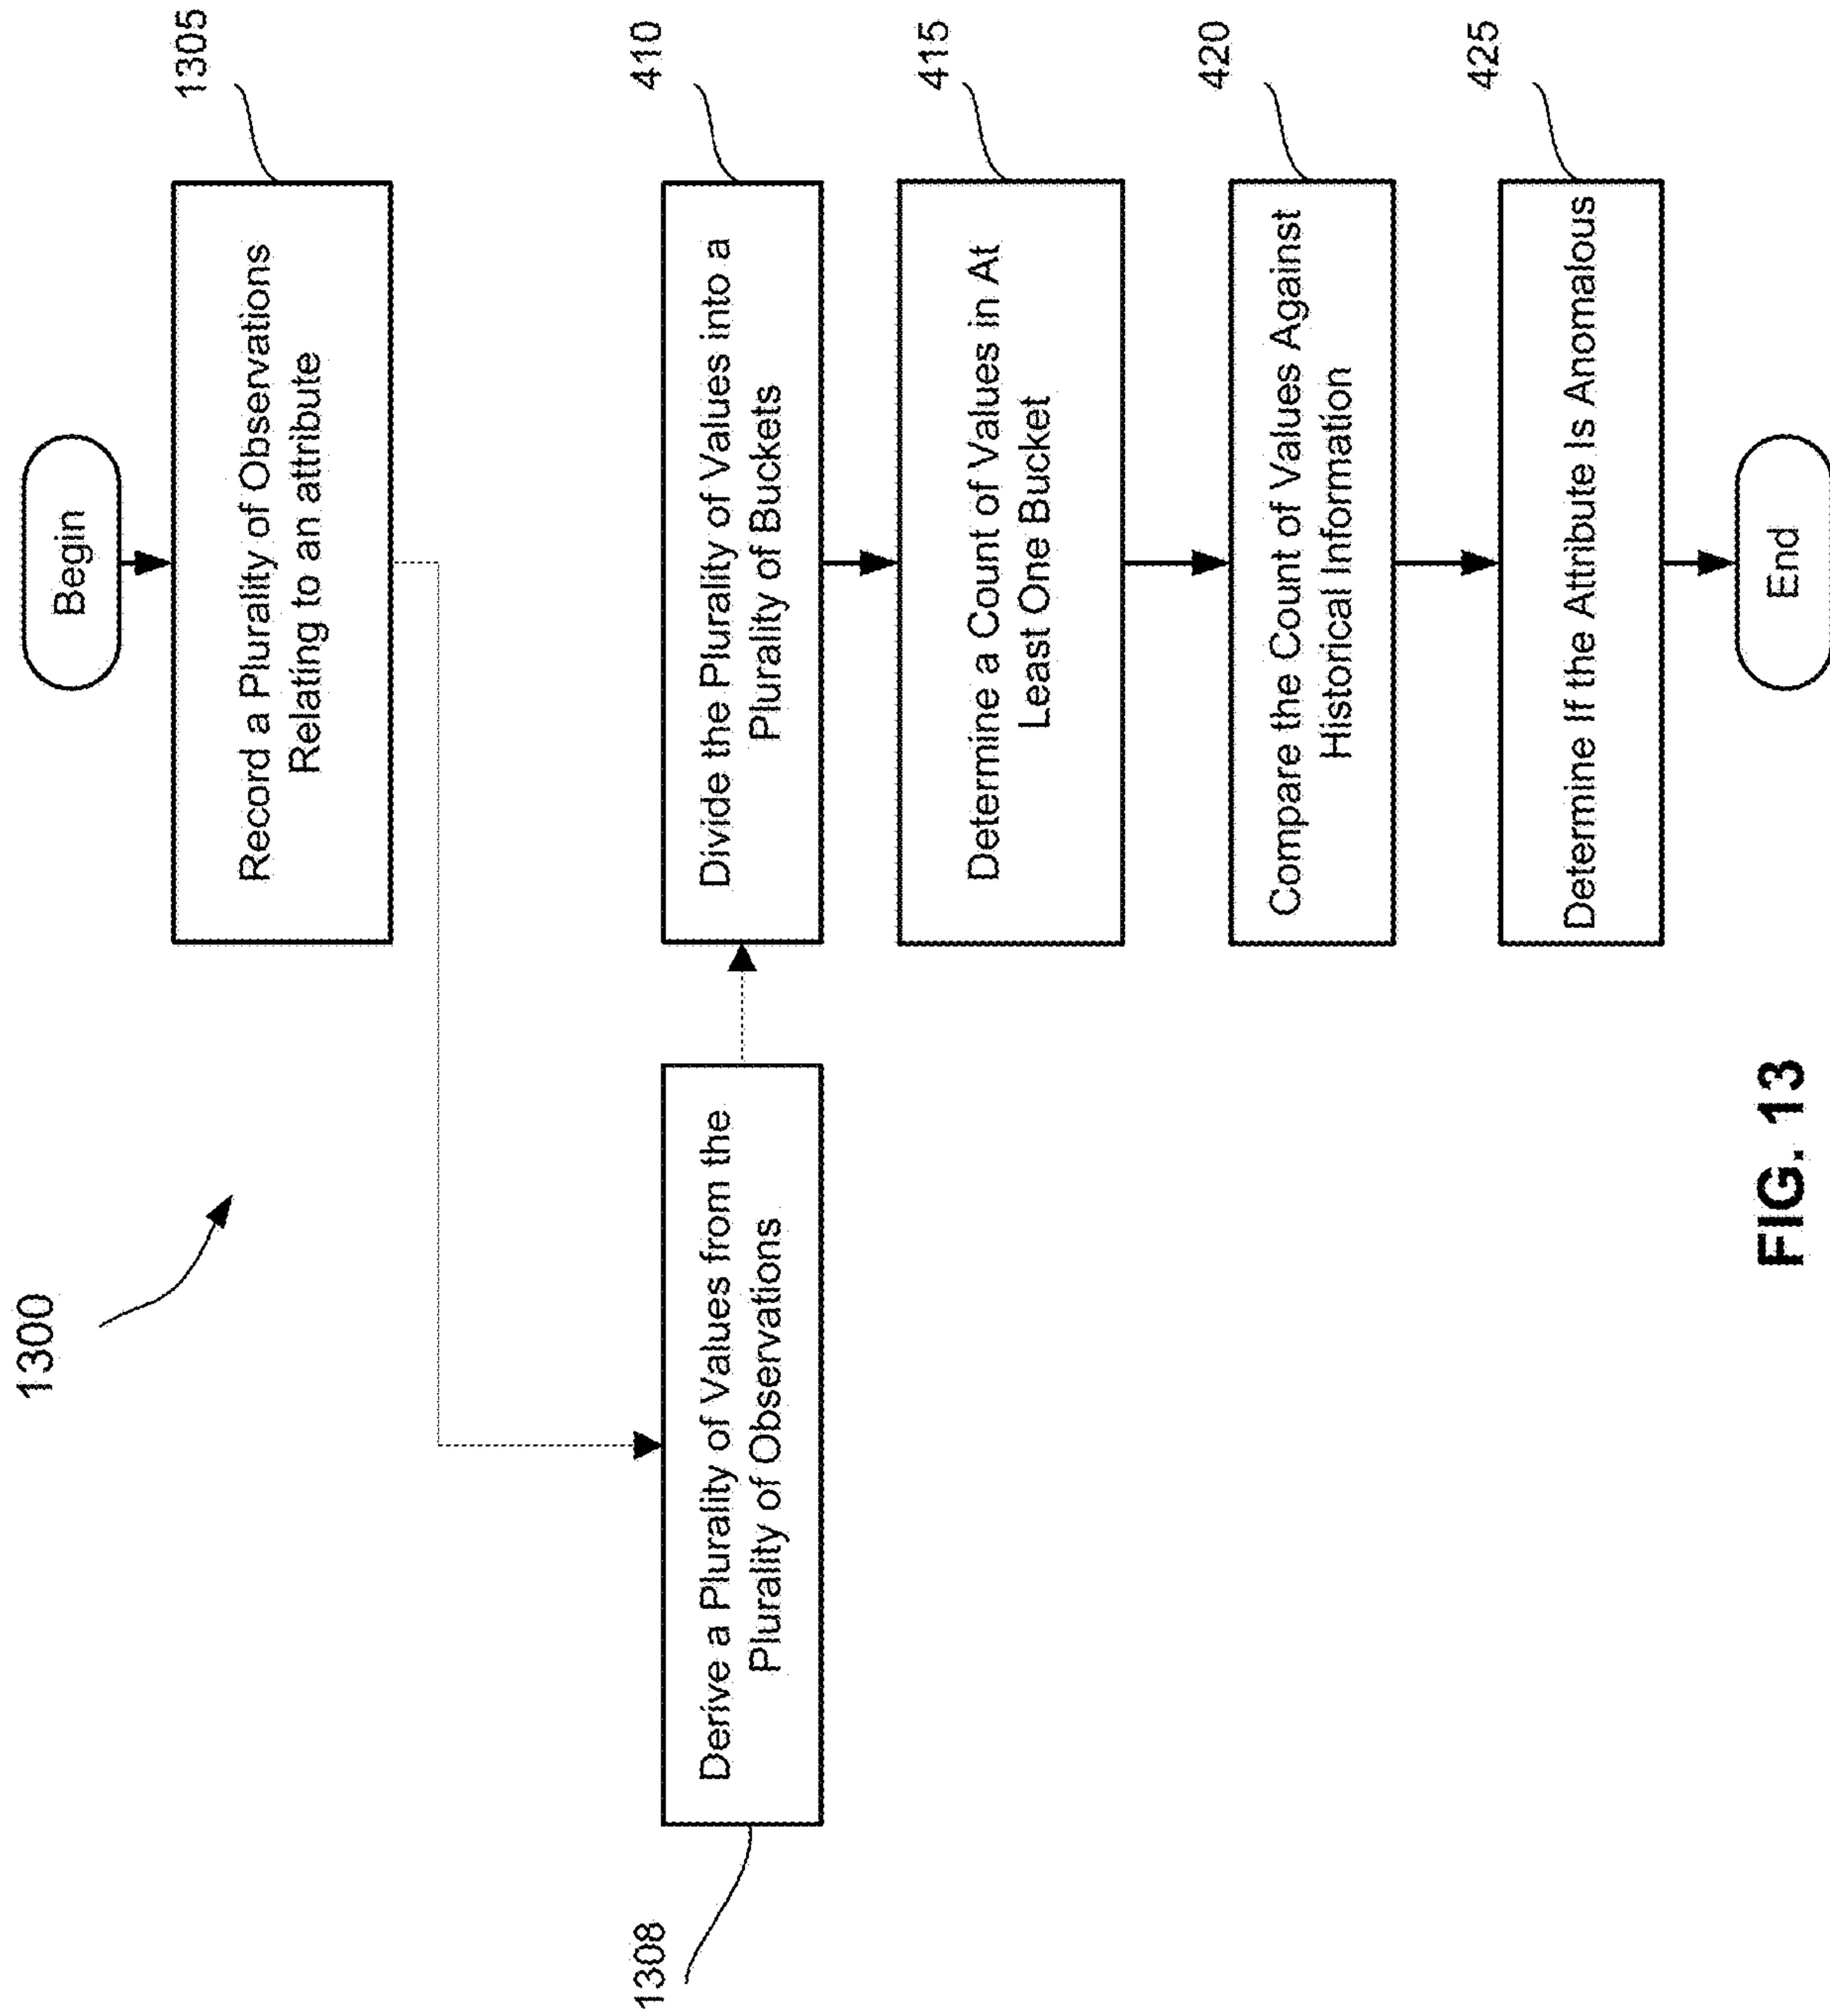 1300
Begin
Record a Plurality of Observations
Relating to an attribute
1305
1308
Derive a Plurality of Values from the
Plurality of Observations
Divide the Plurality of Values into a
Plurality of Buckets
410
Determine a Count of Values in At
Least One Bucket
415
Compare the Count of Values Against
Historical Information
420
Determine If the Attribute Is Anomalous
425
End
FIG. 13